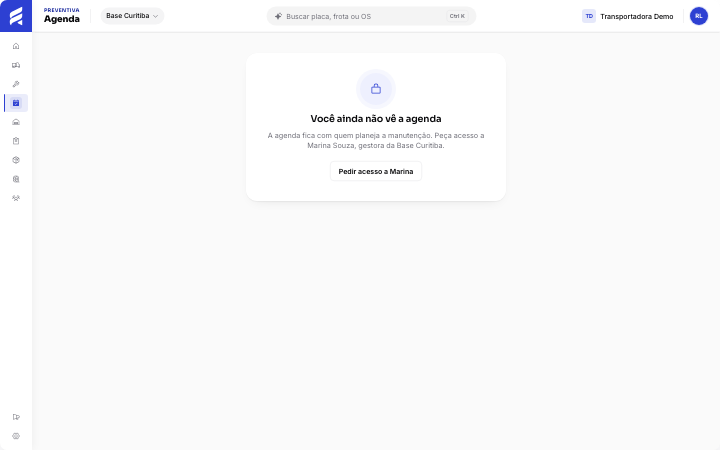 PREVENTIVA
Agenda
Base Curitiba
Buscar placa, frota ou OS
Ctrl K
TD
Transportadora Demo
RL
Você ainda não vê a agenda
A agenda fica com quem planeja a manutenção. Peça acesso a
Marina Souza, gestora da Base Curitiba.
Pedir acesso a Marina